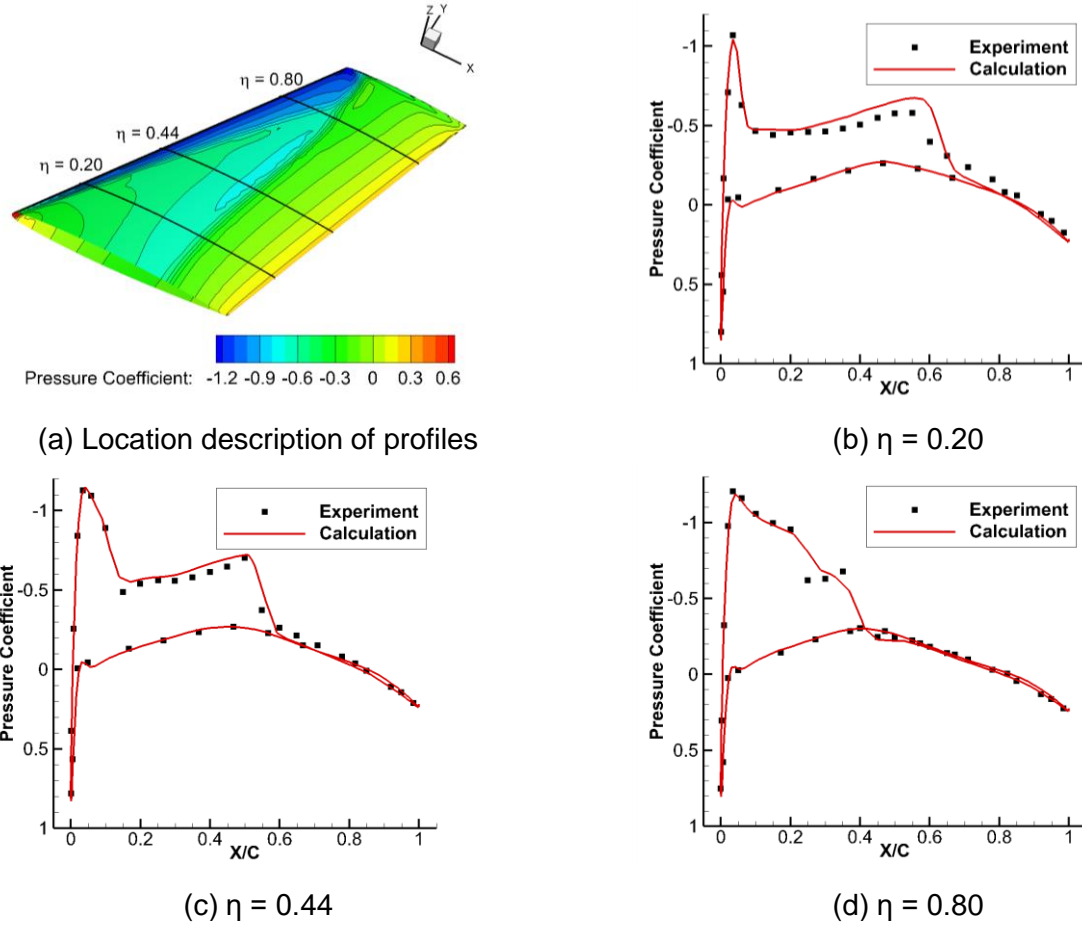 Z Y
X
η = 0.80
η = 0.44
η = 0.20
Pressure Coefficient: -1.2 -0.9 -0.6 -0.3 0 0.3 0.6
(a) Location description of profiles
Experiment
Calculation
Pressure Coefficient
-1
-0.5
0
0.5
1
0 0.2 0.4 0.6 0.8 1
X/C
(b) η = 0.20
Experiment
Calculation
Pressure Coefficient
-1
-0.5
0
0.5
1
0 0.2 0.4 0.6 0.8 1
X/C
(c) η = 0.44
Experiment
Calculation
Pressure Coefficient
-1
-0.5
0
0.5
1
0 0.2 0.4 0.6 0.8 1
X/C
(d) η = 0.80